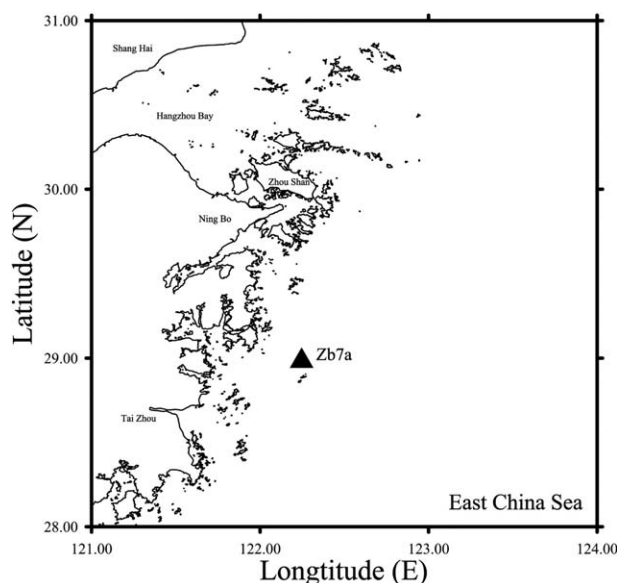 31.00
Shang Hai
Hangzhou Bay
30.00
Zhou Shan
Ning Bo
Latitude (N)
29.00
Zb7a
Tai Zhou
East China Sea
28.00
121.00 122.00 123.00 124.00
Longtitude (E)